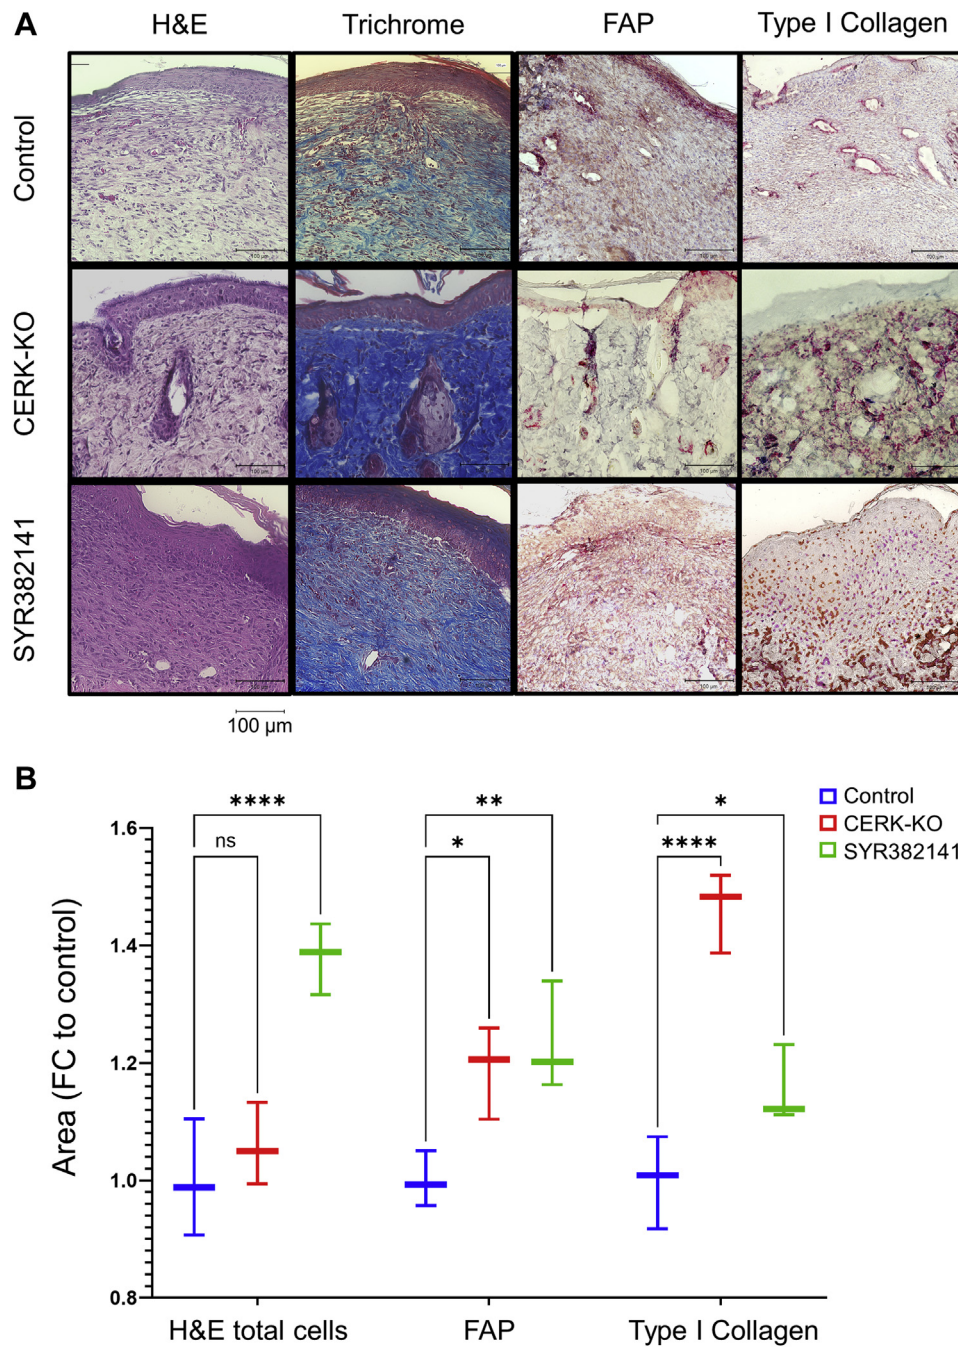 A
H&E
Trichrome
FAP
Type I Collagen
Control
CERK-KO
SYR382141
100 µm
B
Area (FC to control)
1.6
1.4
1.2
1.0
0.8
ns
****
*
**
****
*
Control
CERK-KO
SYR382141
H&E total cells
FAP
Type I Collagen